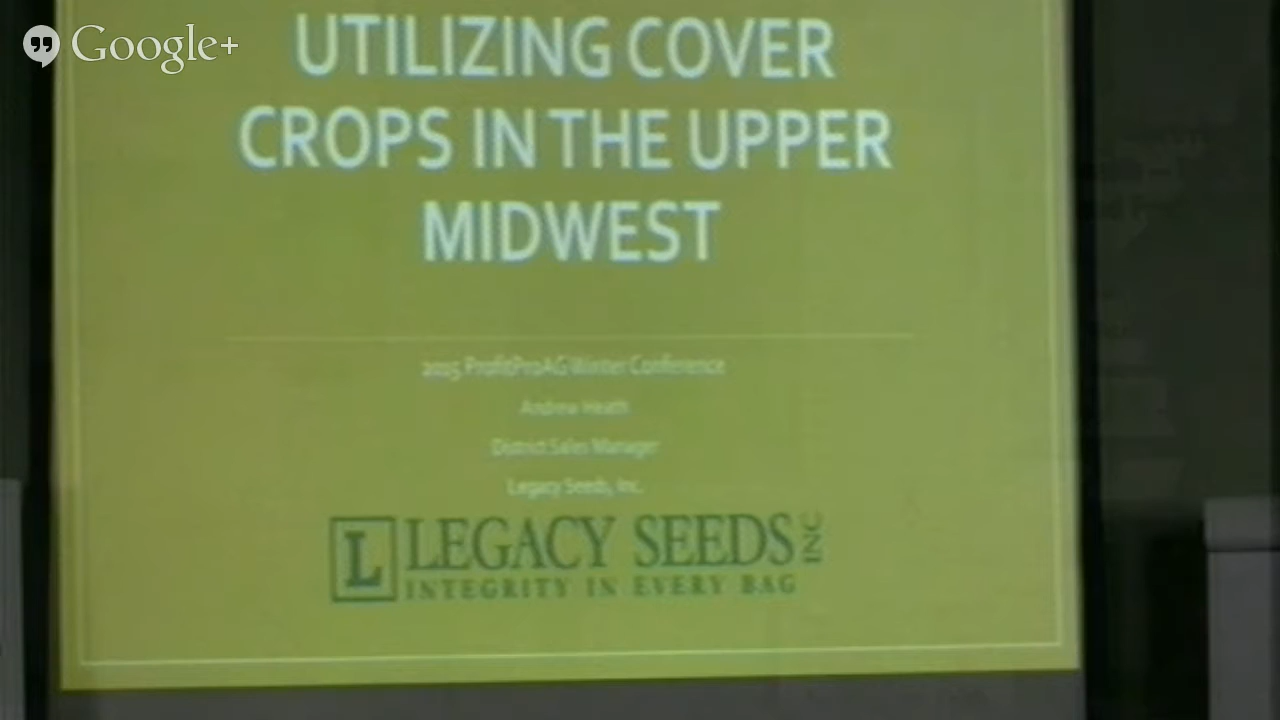 Google+
UTILIZING COVER
CROPS IN THE UPPER
MIDWEST
2015 ProfitProAG Winter Conference
Andrew Heath
District Sales Manager
Legacy Seeds, Inc.
L LEGACY SEEDS INC
INTEGRITY IN EVERY BAG